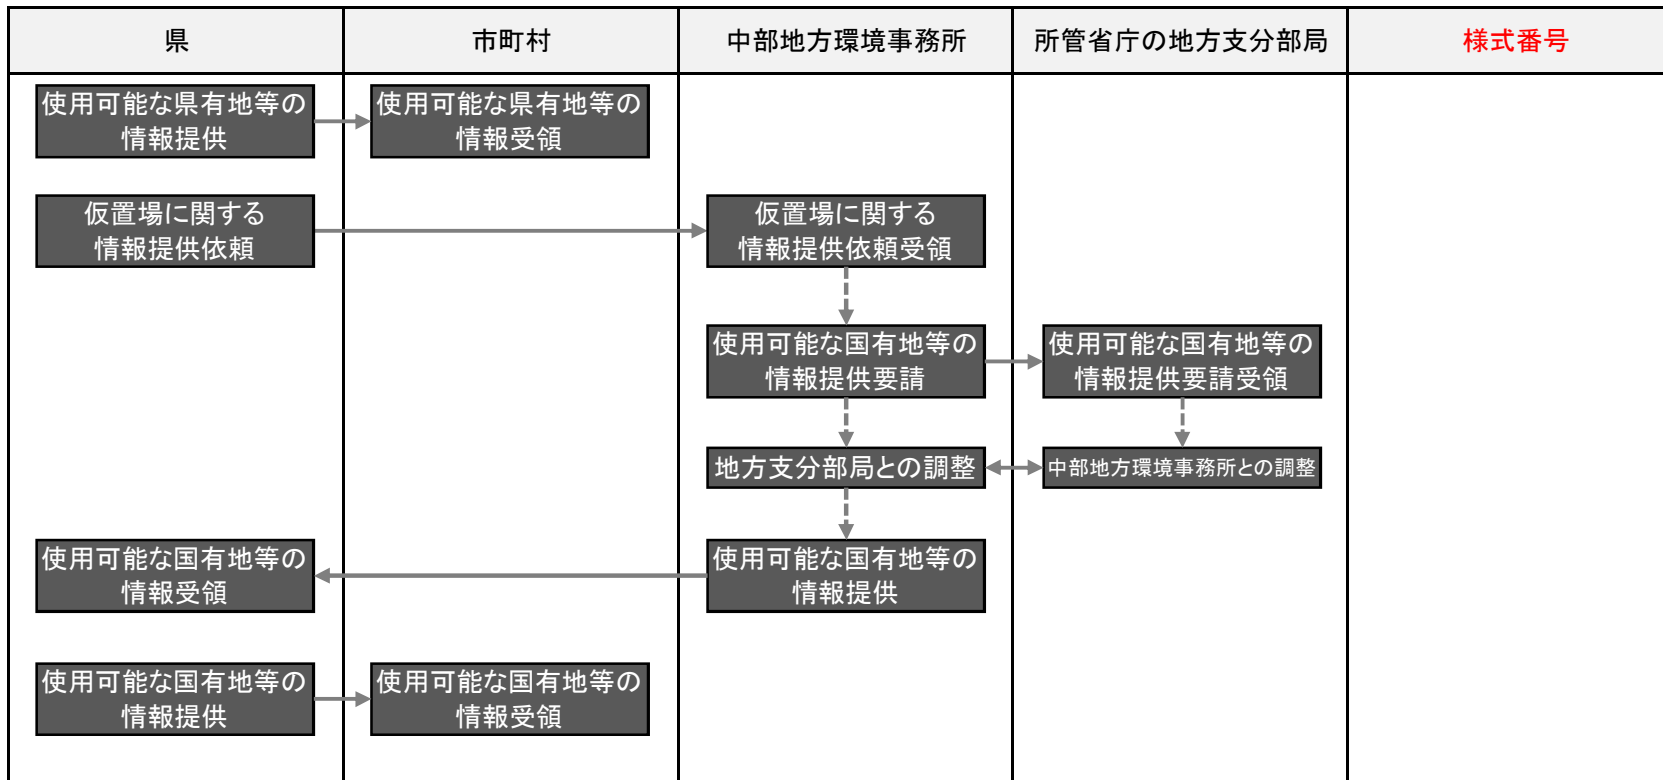 県
市町村
中部地方環境事務所
所管省庁の地方支分部局
様式番号
使用可能な県有地等の
情報提供
使用可能な県有地等の
情報受領
仮置場に関する
情報提供依頼
仮置場に関する
情報提供依頼受領
使用可能な国有地等の
情報提供要請
使用可能な国有地等の
情報提供要請受領
地方支分部局との調整
中部地方環境事務所との調整
使用可能な国有地等の
情報受領
使用可能な国有地等の
情報提供
使用可能な国有地等の
情報提供
使用可能な国有地等の
情報受領